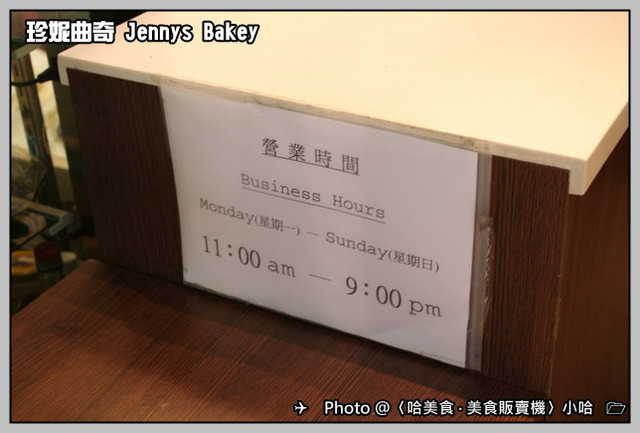 珍妮曲奇 Jennys Bakey
營業時間
Business Hours
Monday(星期一) — Sunday(星期日)
11:00 am — 9:00 pm
Photo @〈哈美食·美食販賣機〉小哈